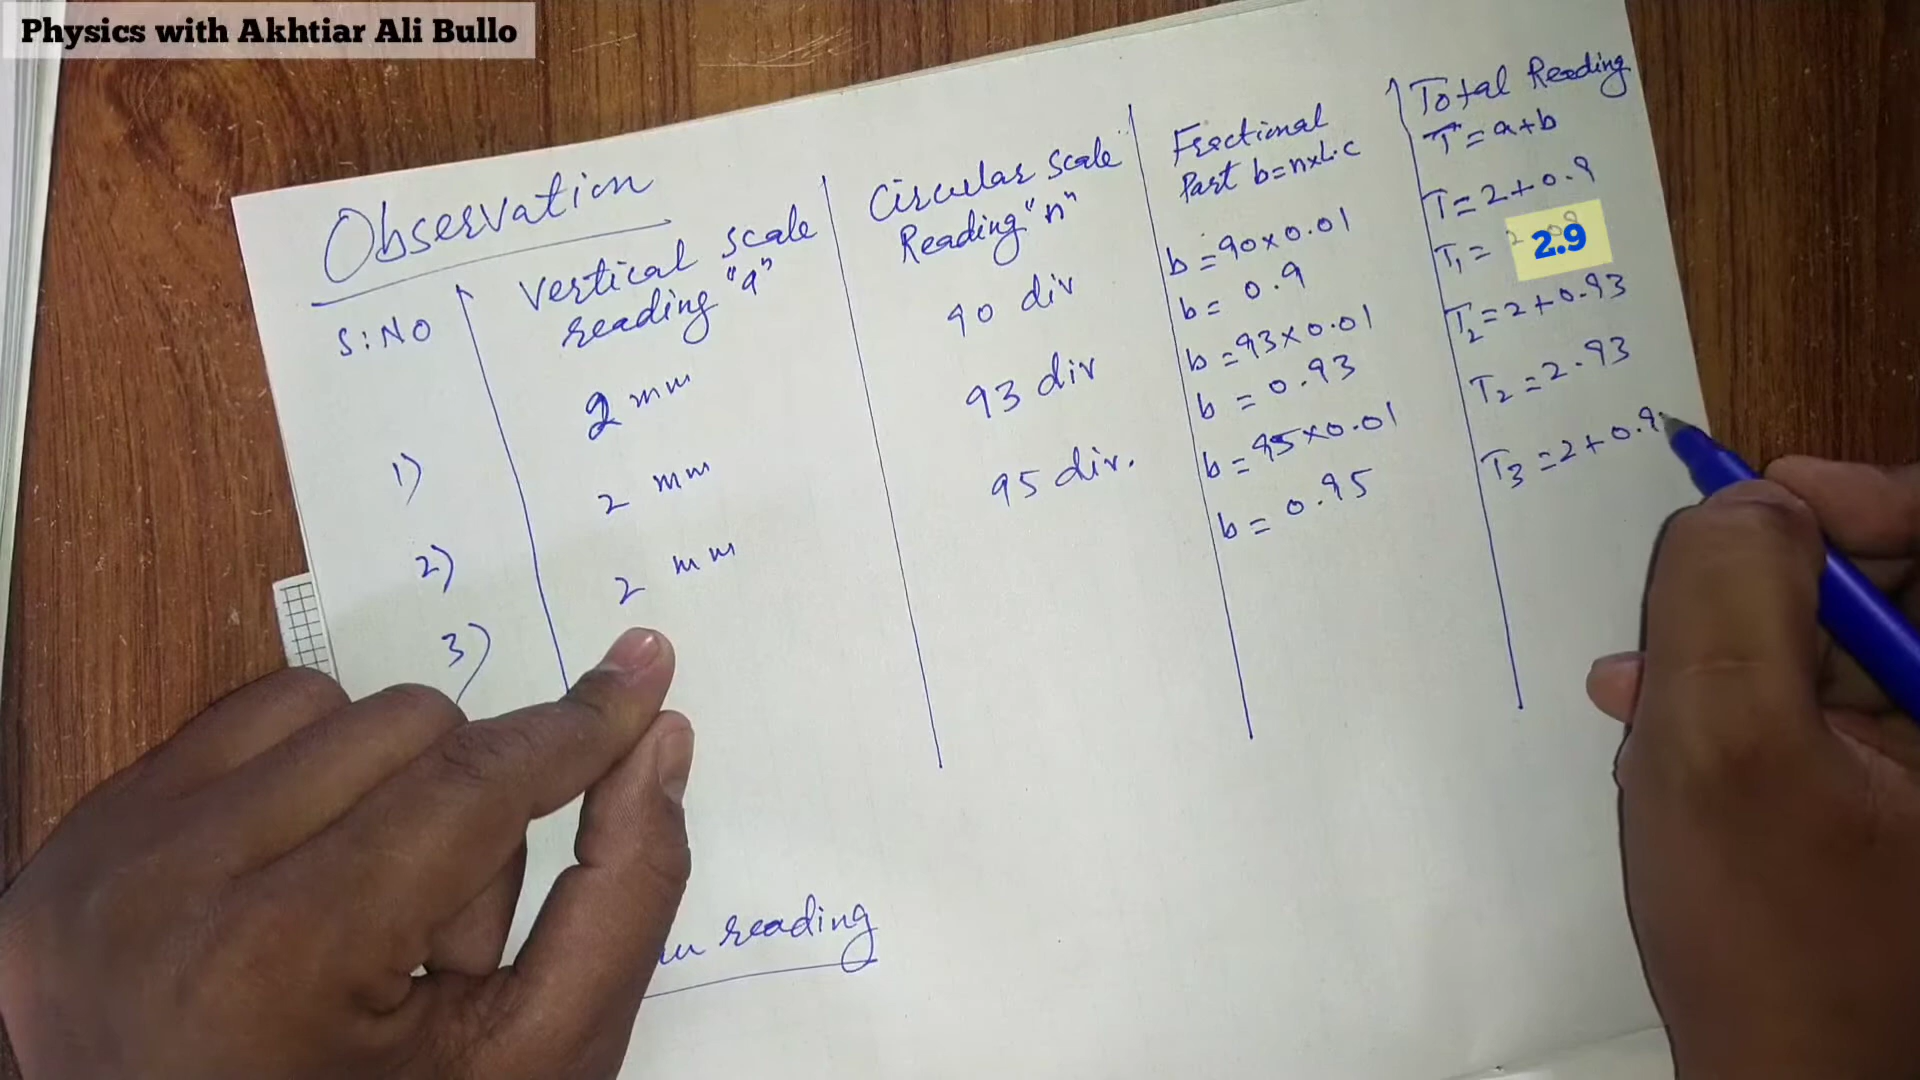 Physics with Akhtiar Ali Bullo
Observation
S:NO
Vertical scale
reading "a"
Circular Scale
Reading "n"
Fractional
Part b=n×L.C
Total Reading
T=a+b
1)
2 mm
90 div
b=90×0.01
b= 0.9
T=2+0.9
T₁= 2.9
2)
2 mm
93 div
b=93×0.01
b= 0.93
T₂=2+0.93
T₂=2.93
3)
2 mm
95 div.
b=95×0.01
b= 0.95
T₃=2+0.9
reading